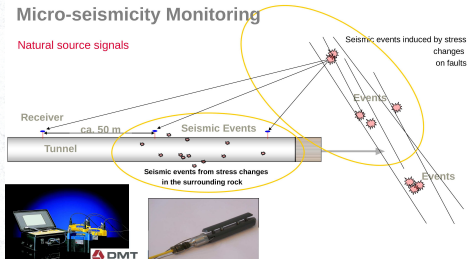 Micro-seismicity Monitoring
Natural source signals
Seismic events induced by stress
changes
on faults
Events
Receiver
ca. 50 m
Seismic Events
Tunnel
Seismic events from stress changes
in the surrounding rock
Events
DMT